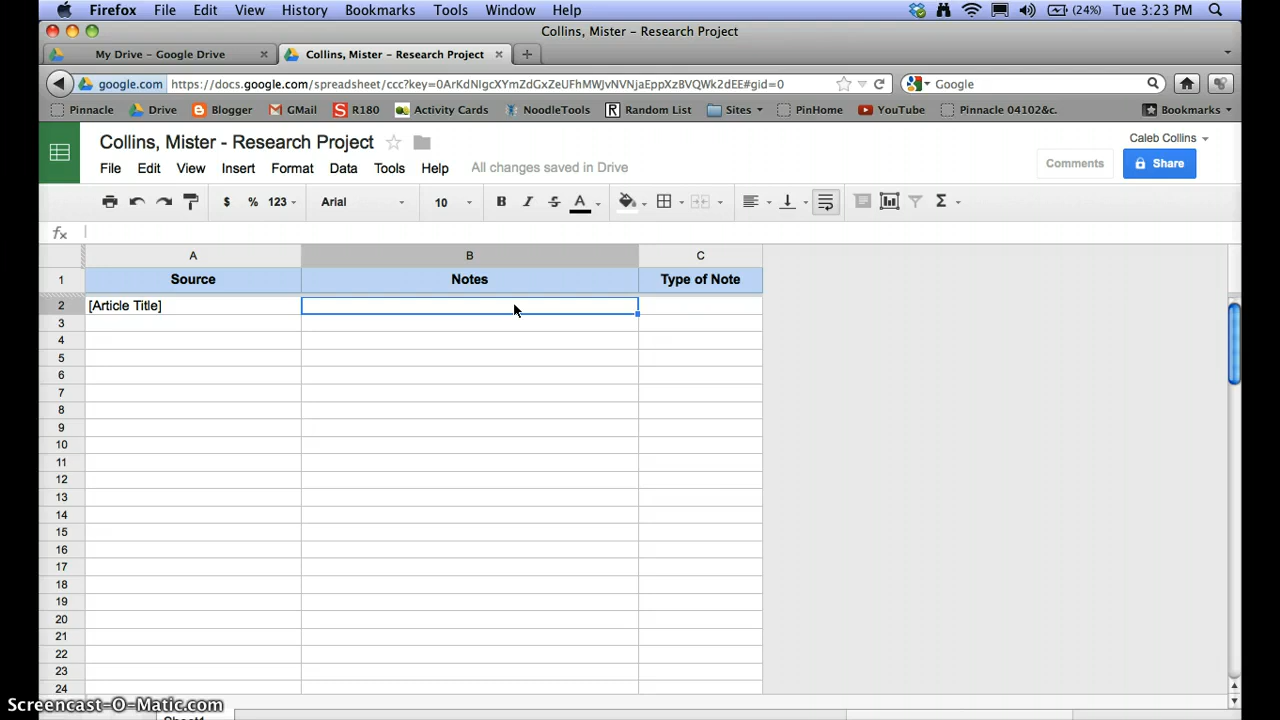 Firefox File Edit View History Bookmarks Tools Window Help (24%) Tue 3:23 PM
Collins, Mister - Research Project
My Drive - Google Drive Collins, Mister - Research Project
google.com https://docs.google.com/spreadsheet/ccc?key=0ArKdNIgcXYmZdGxZeUFhMWJvNVNjaEppXzBVQWk2dEE#gid=0 Google
Pinnacle Drive Blogger GMail R180 Activity Cards NoodleTools Random List Sites PinHome YouTube Pinnacle 04102&c. Bookmarks
Collins, Mister - Research Project Caleb Collins
File Edit View Insert Format Data Tools Help All changes saved in Drive Comments Share
$ % 123 Arial 10 B I S A Σ
fx
A B C
1 Source Notes Type of Note
2 [Article Title]
3
4
5
6
7
8
9
10
11
12
13
14
15
16
17
18
19
20
21
22
23
24
Screencast-O-Matic.com